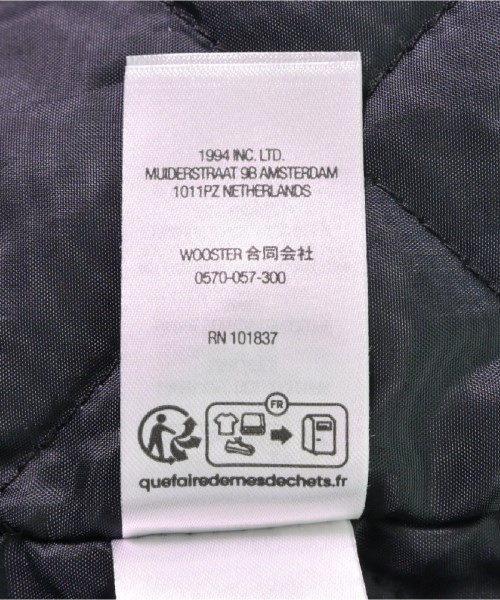 1994 INC. LTD.
MUIDERSTRAAT 9B AMSTERDAM
1011PZ NETHERLANDS
WOOSTER 合同会社
0570-057-300
RN 101837
FR
quefairedemesdechets.fr